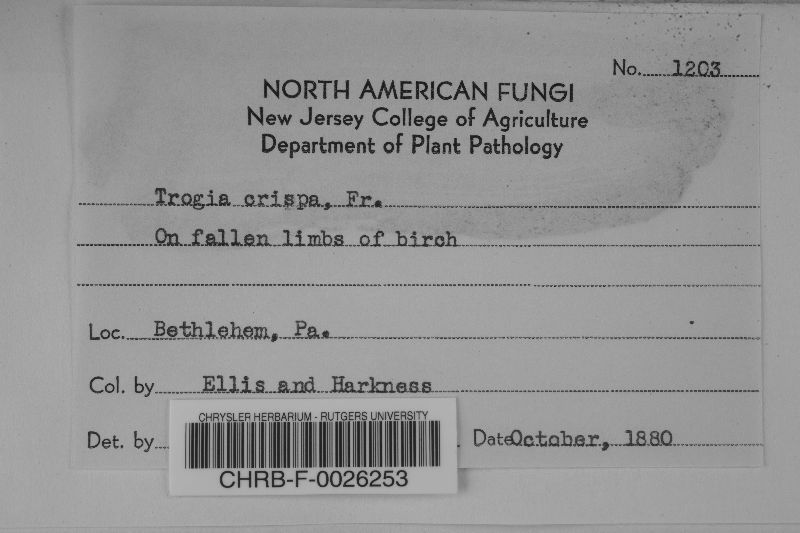 No. 1203
NORTH AMERICAN FUNGI
New Jersey College of Agriculture
Department of Plant Pathology
Trogia crispa, Fr.
On fallen limbs of birch
Loc. Bethlehem, Pa.
Col. by Ellis and Harkness
Det. by Date October, 1880
CHRYSLER HERBARIUM - RUTGERS UNIVERSITY
CHRB-F-0026253